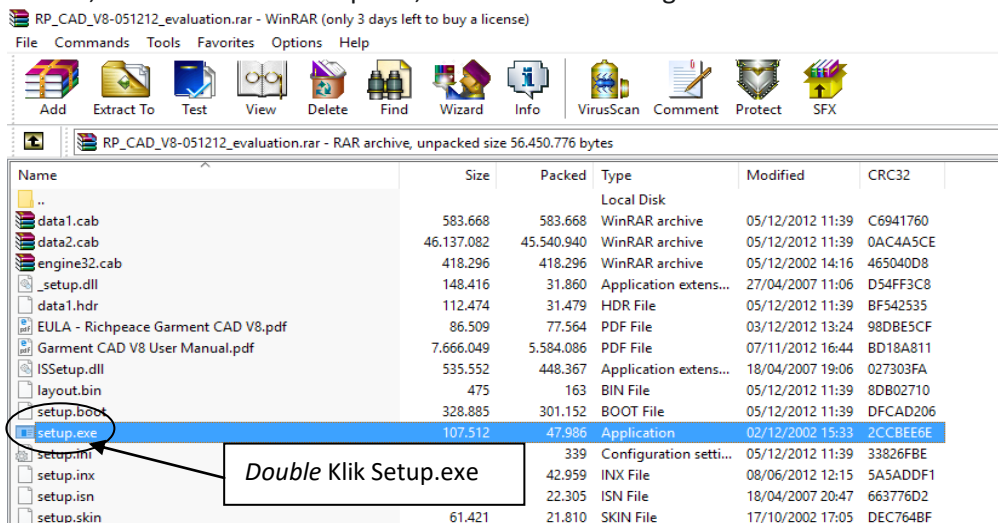 RP_CAD_V8-051212_evaluation.rar - WinRAR (only 3 days left to buy a license)
File Commands Tools Favorites Options Help
Add Extract To Test View Delete Find Wizard Info VirusScan Comment Protect SFX
RP_CAD_V8-051212_evaluation.rar - RAR archive, unpacked size 56.450.776 bytes
Name Size Packed Type Modified CRC32
.. Local Disk
data1.cab 583.668 583.668 WinRAR archive 05/12/2012 11:39 C6941760
data2.cab 46.137.082 45.540.940 WinRAR archive 05/12/2012 11:39 0AC4A5CE
engine32.cab 418.296 418.296 WinRAR archive 05/12/2002 14:16 465040D8
_setup.dll 148.416 31.860 Application extens... 27/04/2007 11:06 D54FF3C8
data1.hdr 112.474 31.479 HDR File 05/12/2012 11:39 BF542535
EULA - Richpeace Garment CAD V8.pdf 86.509 77.564 PDF File 03/12/2012 13:24 98DBE5CF
Garment CAD V8 User Manual.pdf 7.666.049 5.584.086 PDF File 07/11/2012 16:44 BD18A811
ISSetup.dll 535.552 448.367 Application extens... 18/04/2007 19:06 027303FA
layout.bin 475 163 BIN File 05/12/2012 11:39 8DB02710
setup.boot 328.885 301.152 BOOT File 05/12/2012 11:39 DFCAD206
setup.exe 107.512 47.986 Application 02/12/2002 15:33 2CCBEE6E
setup.ini 339 Configuration setti... 05/12/2012 11:39 33826FBE
setup.inx 42.959 INX File 08/06/2012 12:15 5A5ADDF1
Double Klik Setup.exe
setup.isn 22.305 ISN File 18/04/2007 20:47 663776D2
setup.skin 61.421 21.810 SKIN File 17/10/2002 17:05 DEC764BF